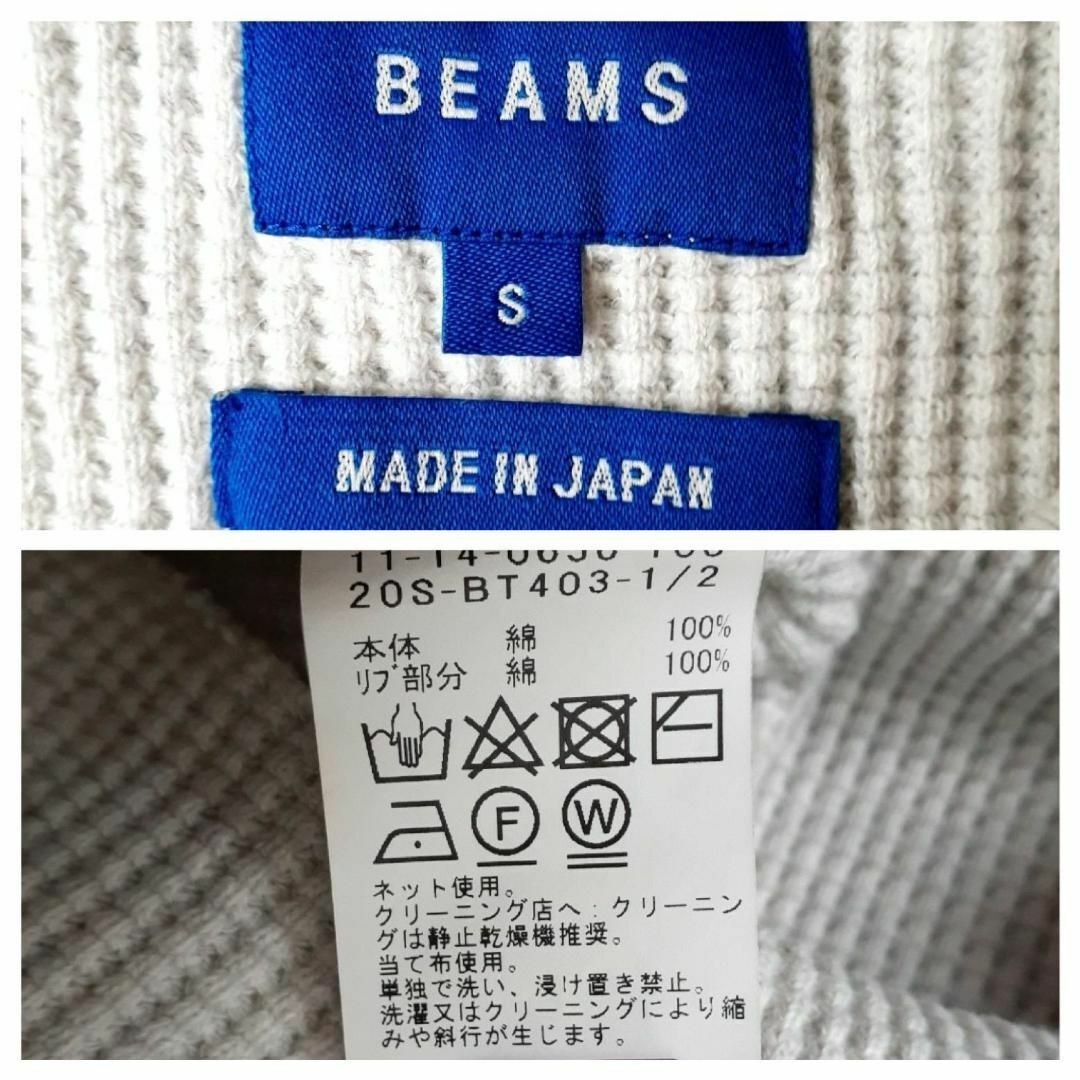 BEAMS
S
MADE IN JAPAN
20S-BT403-1/2
本体 綿 100%
リブ部分 綿 100%
F W
ネット使用。
クリーニング店へ:クリーニン
グは静止乾燥機推奨。
当て布使用。
単独で洗い、浸け置き禁止。
洗濯又はクリーニングにより縮
みや斜行が生じます。